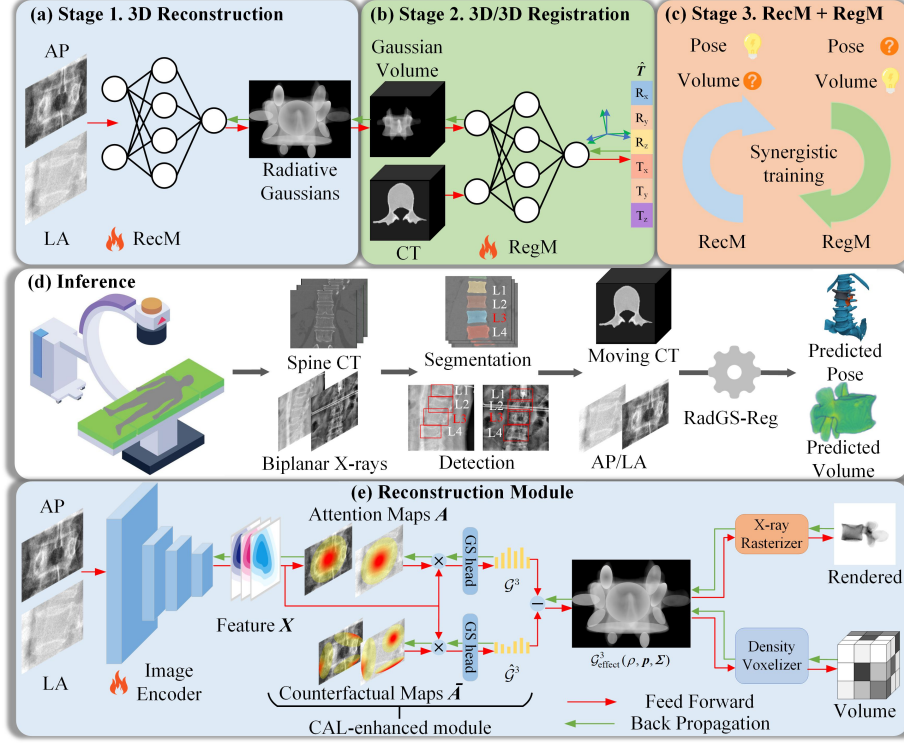 (a) Stage 1. 3D Reconstruction
AP
LA
RecM
Radiative
Gaussians
(b) Stage 2. 3D/3D Registration
Gaussian
Volume
CT
RegM
T̂
Rx
Ry
Rz
Tx
Ty
Tz
(c) Stage 3. RecM + RegM
Pose
Pose ?
Volume ?
Volume
Synergistic
training
RecM
RegM
(d) Inference
Spine CT
Biplanar X-rays
L1
L2
L3
L4
Segmentation
L1
L2
L3
L4
L1
L2
L3
L4
Detection
Moving CT
AP/LA
RadGS-Reg
Predicted
Pose
Predicted
Volume
(e) Reconstruction Module
AP
LA
Image
Encoder
Feature X
Attention Maps A
×
GS head
𝒢³
Counterfactual Maps Ā
×
GS head
𝒢̂³
CAL-enhanced module
−
𝒢³effect(ρ, p, Σ)
X-ray
Rasterizer
Rendered
Density
Voxelizer
Volume
Feed Forward
Back Propagation